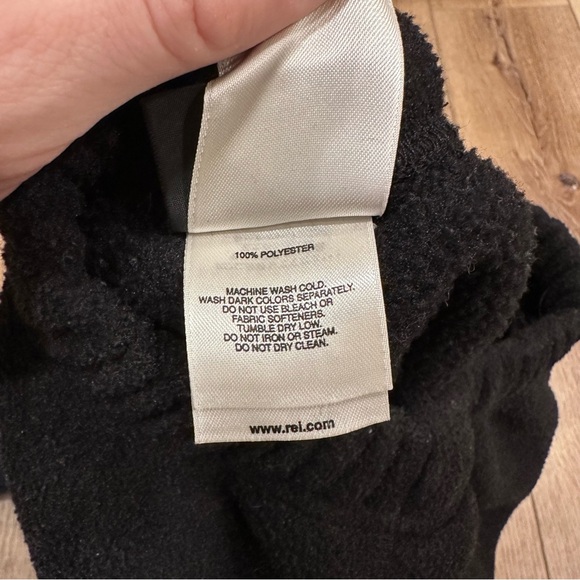 100% POLYESTER
MACHINE WASH COLD.
WASH DARK COLORS SEPARATELY.
DO NOT USE BLEACH OR
FABRIC SOFTENERS.
TUMBLE DRY LOW.
DO NOT IRON OR STEAM.
DO NOT DRY CLEAN.
www.rei.com